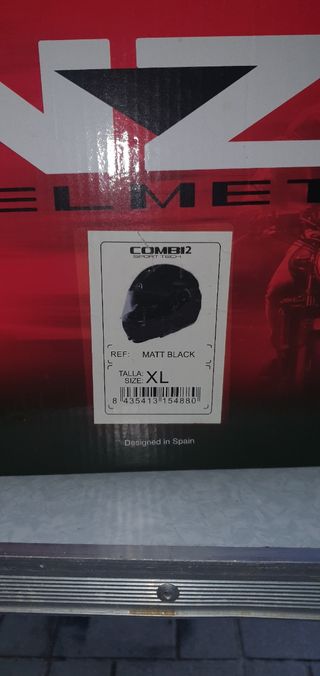 NZ
ELMET
COMBI2
SPORT TECH
REF: MATT BLACK
TALLA:
SIZE: XL
8 435413 154880
Designed in Spain